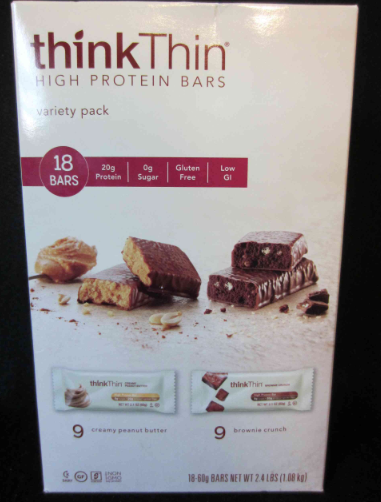 thinkThin®
HIGH PROTEIN BARS
variety pack
18
BARS
20g
Protein
0g
Sugar
Gluten
Free
Low
GI
thinkThin
thinkThin
9 creamy peanut butter
9 brownie crunch
GF
18-60g BARS NET WT 2.4 LBS (1.08 kg)